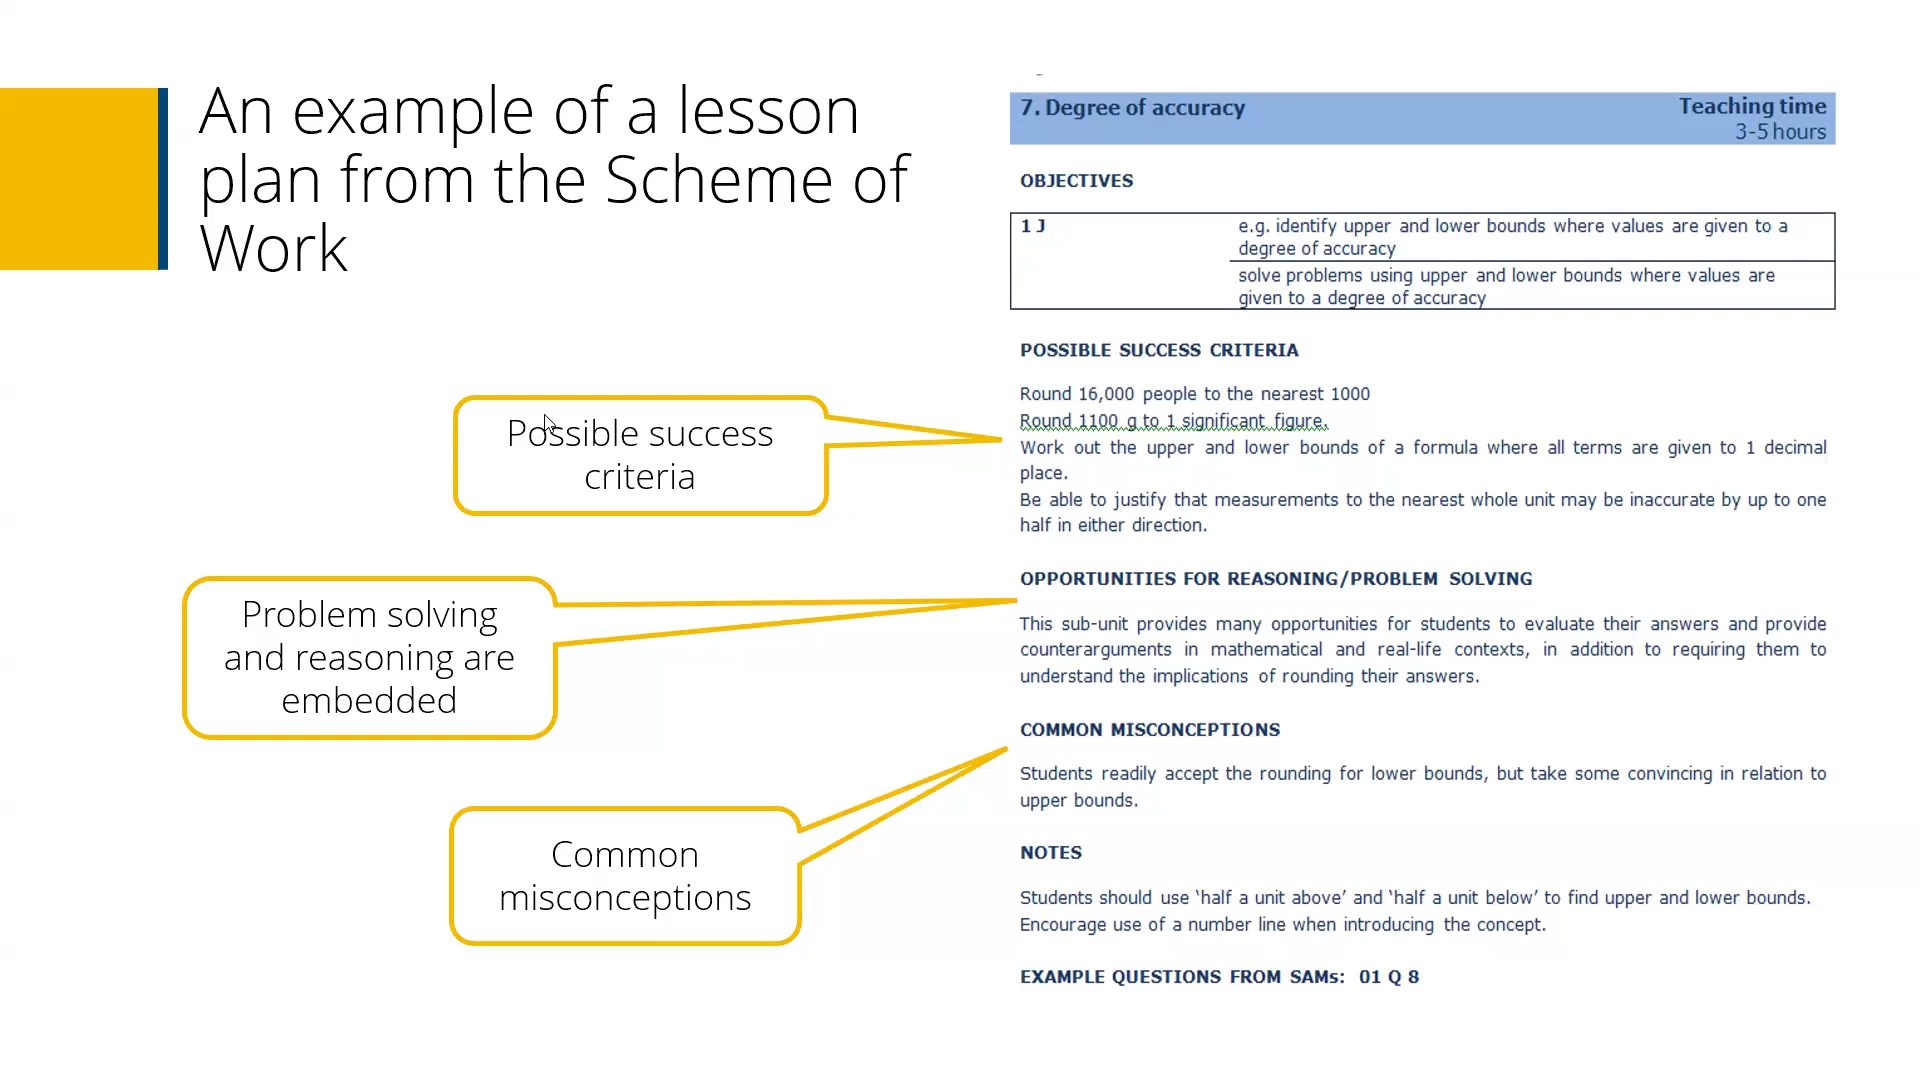 An example of a lesson
plan from the Scheme of
Work
Possible success
criteria
Problem solving
and reasoning are
embedded
Common
misconceptions
7. Degree of accuracy
Teaching time
3-5 hours
OBJECTIVES
1 J
e.g. identify upper and lower bounds where values are given to a
degree of accuracy
solve problems using upper and lower bounds where values are
given to a degree of accuracy
POSSIBLE SUCCESS CRITERIA
Round 16,000 people to the nearest 1000
Round 1100 g to 1 significant figure.
Work out the upper and lower bounds of a formula where all terms are given to 1 decimal
place.
Be able to justify that measurements to the nearest whole unit may be inaccurate by up to one
half in either direction.
OPPORTUNITIES FOR REASONING/PROBLEM SOLVING
This sub-unit provides many opportunities for students to evaluate their answers and provide
counterarguments in mathematical and real-life contexts, in addition to requiring them to
understand the implications of rounding their answers.
COMMON MISCONCEPTIONS
Students readily accept the rounding for lower bounds, but take some convincing in relation to
upper bounds.
NOTES
Students should use ‘half a unit above’ and ‘half a unit below’ to find upper and lower bounds.
Encourage use of a number line when introducing the concept.
EXAMPLE QUESTIONS FROM SAMs: 01 Q 8